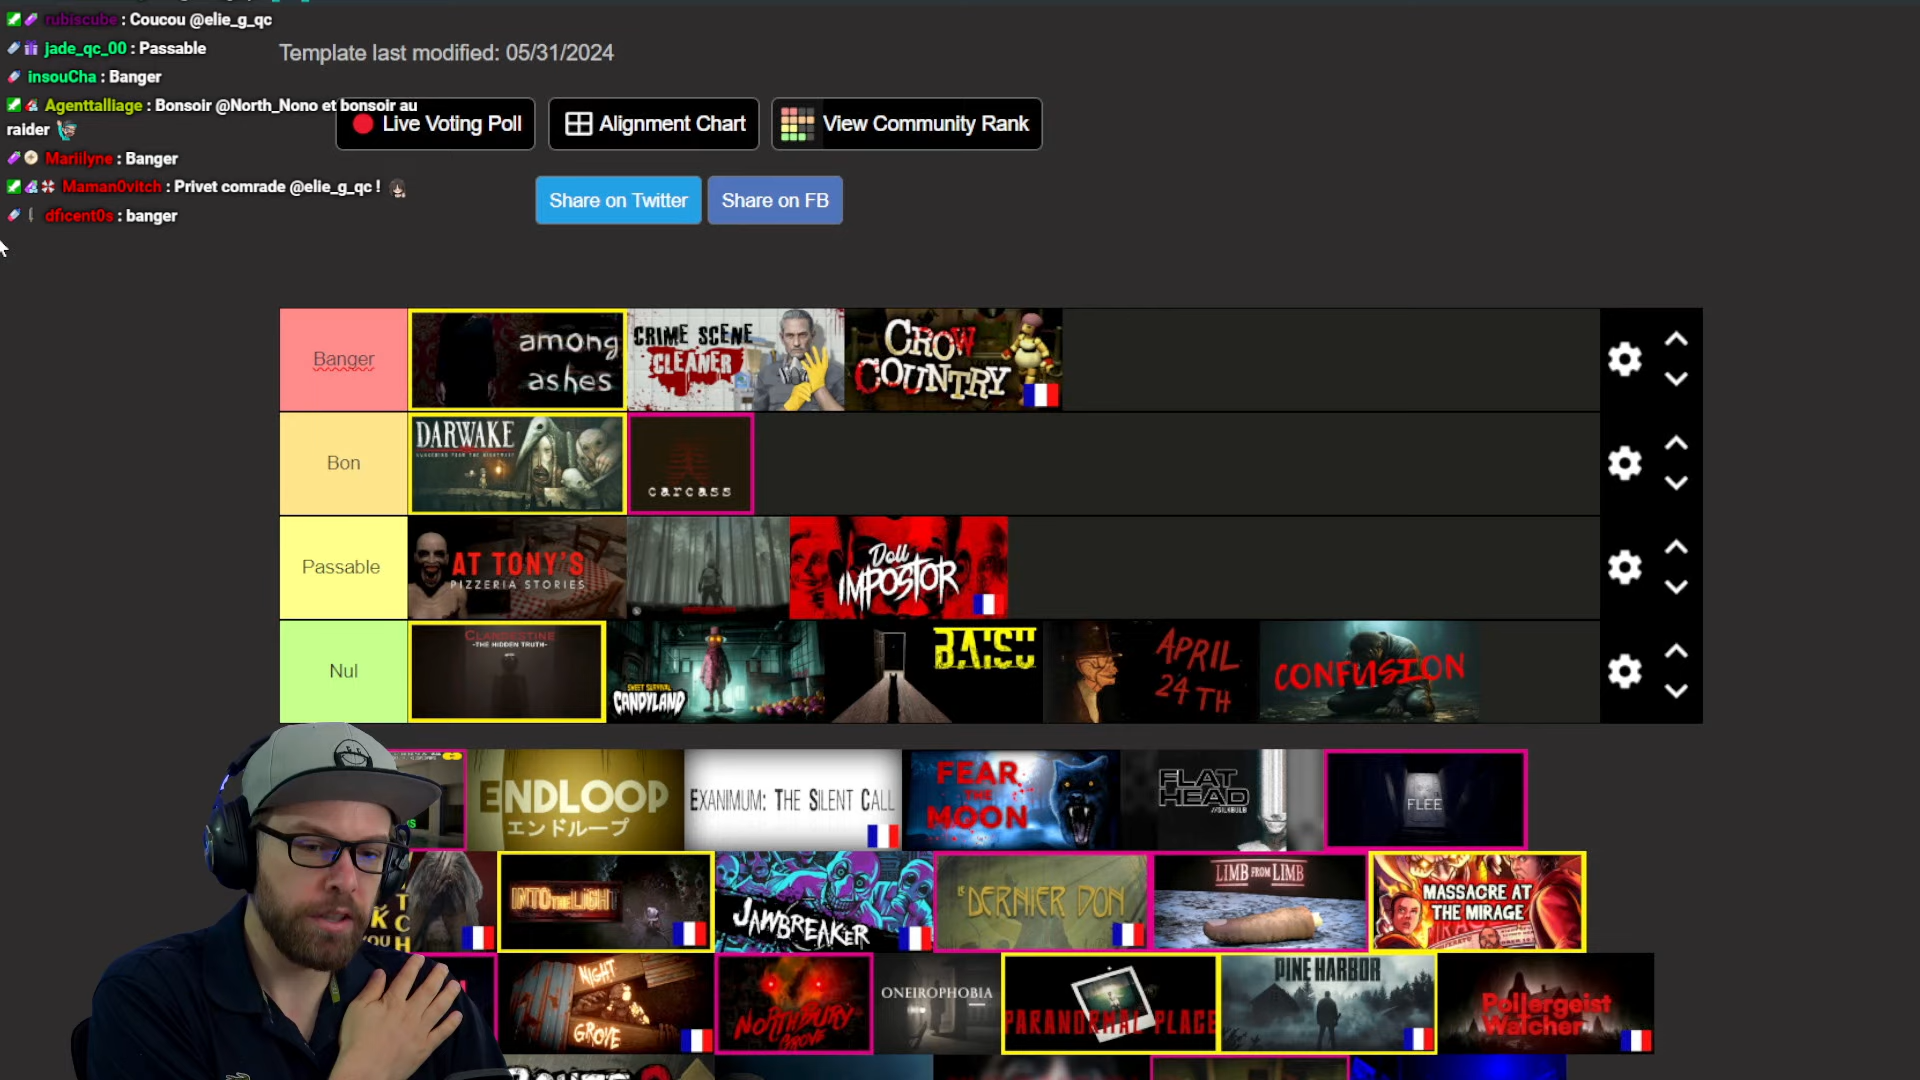 rubiscube : Coucou @elie_g_qc
jade_qc_00 : Passable
insouCha : Banger
Agenttalliage : Bonsoir @North_Nono et bonsoir au
raider
Mariilyne : Banger
Maman0vitch : Privet comrade @elie_g_qc !
dficent0s : banger
Template last modified: 05/31/2024
Live Voting Poll
Alignment Chart
View Community Rank
Share on Twitter
Share on FB
Banger
among
ashes
CRIME SCENE
CLEANER
CROW
COUNTRY
Bon
DARWAKE
carcass
Passable
AT TONY'S
PIZZERIA STORIES
Doll
IMPOSTOR
Nul
CLANDESTINE
-THE HIDDEN TRUTH-
SWEET SURVIVAL
CANDYLAND
BAISU
APRIL
24TH
CONFUSION
ENDLOOP
エンドループ
EXANIMUM: THE SILENT CALL
FEAR
THE
MOON
FLAT
HEAD
FLEE
INTO THE LIGHT
JAWBREAKER
LE DERNIER DON
LIMB FROM LIMB
MASSACRE AT
THE MIRAGE
NIGHT
GROVE
NORTHBURY
GROVE
ONEIROPHOBIA
PARANORMAL PLACE
PINE HARBOR
Poltergeist
Watcher